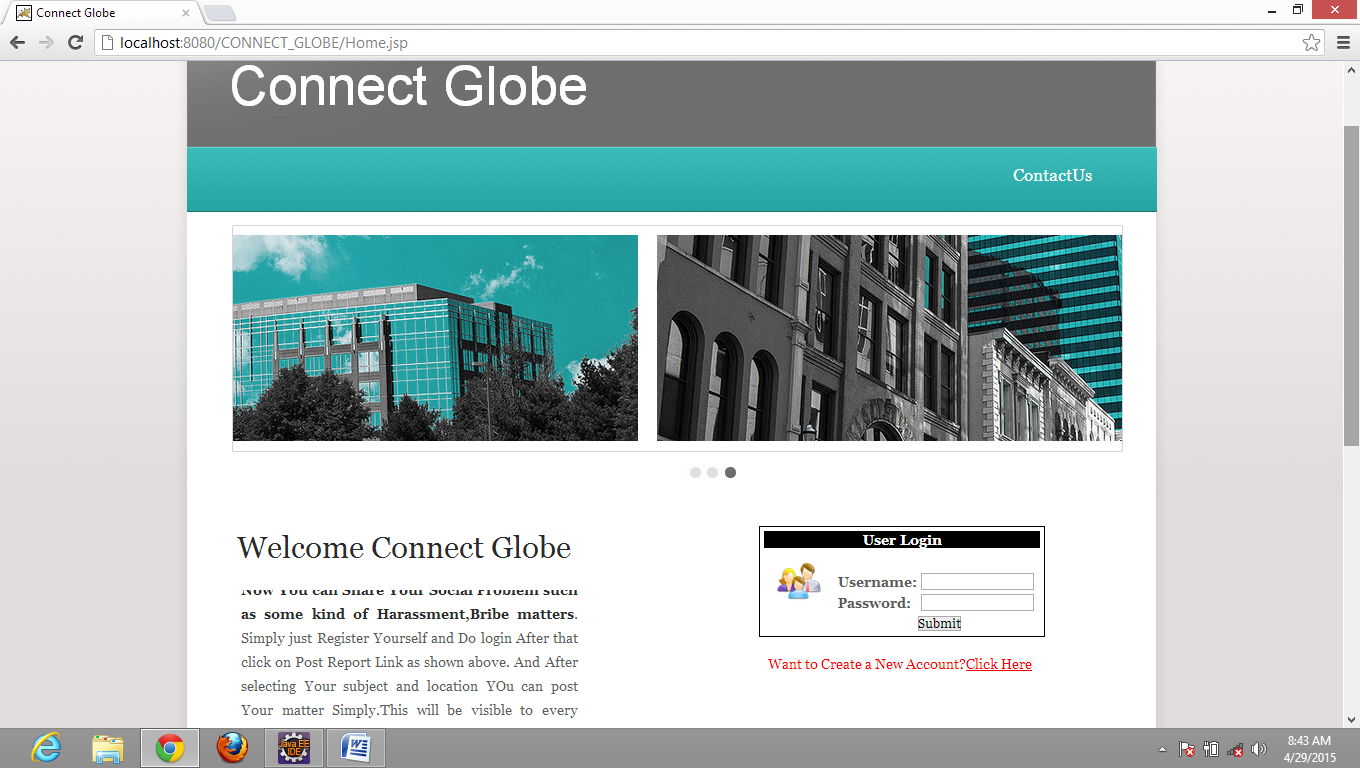 Connect Globe
localhost:8080/CONNECT_GLOBE/Home.jsp
Connect Globe
ContactUs
Welcome Connect Globe
Now You can Share Your Social Problem such
as some kind of Harassment,Bribe matters.
Simply just Register Yourself and Do login After that
click on Post Report Link as shown above. And After
selecting Your subject and location YOu can post
Your matter Simply.This will be visible to every
User Login
Username:
Password:
Submit
Want to Create a New Account?Click Here
Java EE
IDE
8:43 AM
4/29/2015